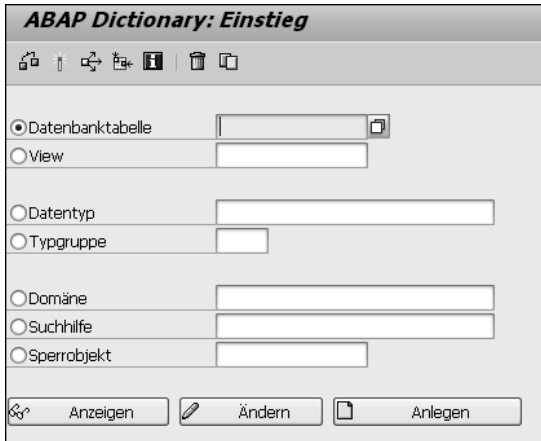 ABAP Dictionary: Einstieg
Datenbanktabelle
View
Datentyp
Typgruppe
Domäne
Suchhilfe
Sperrobjekt
Anzeigen Ändern Anlegen